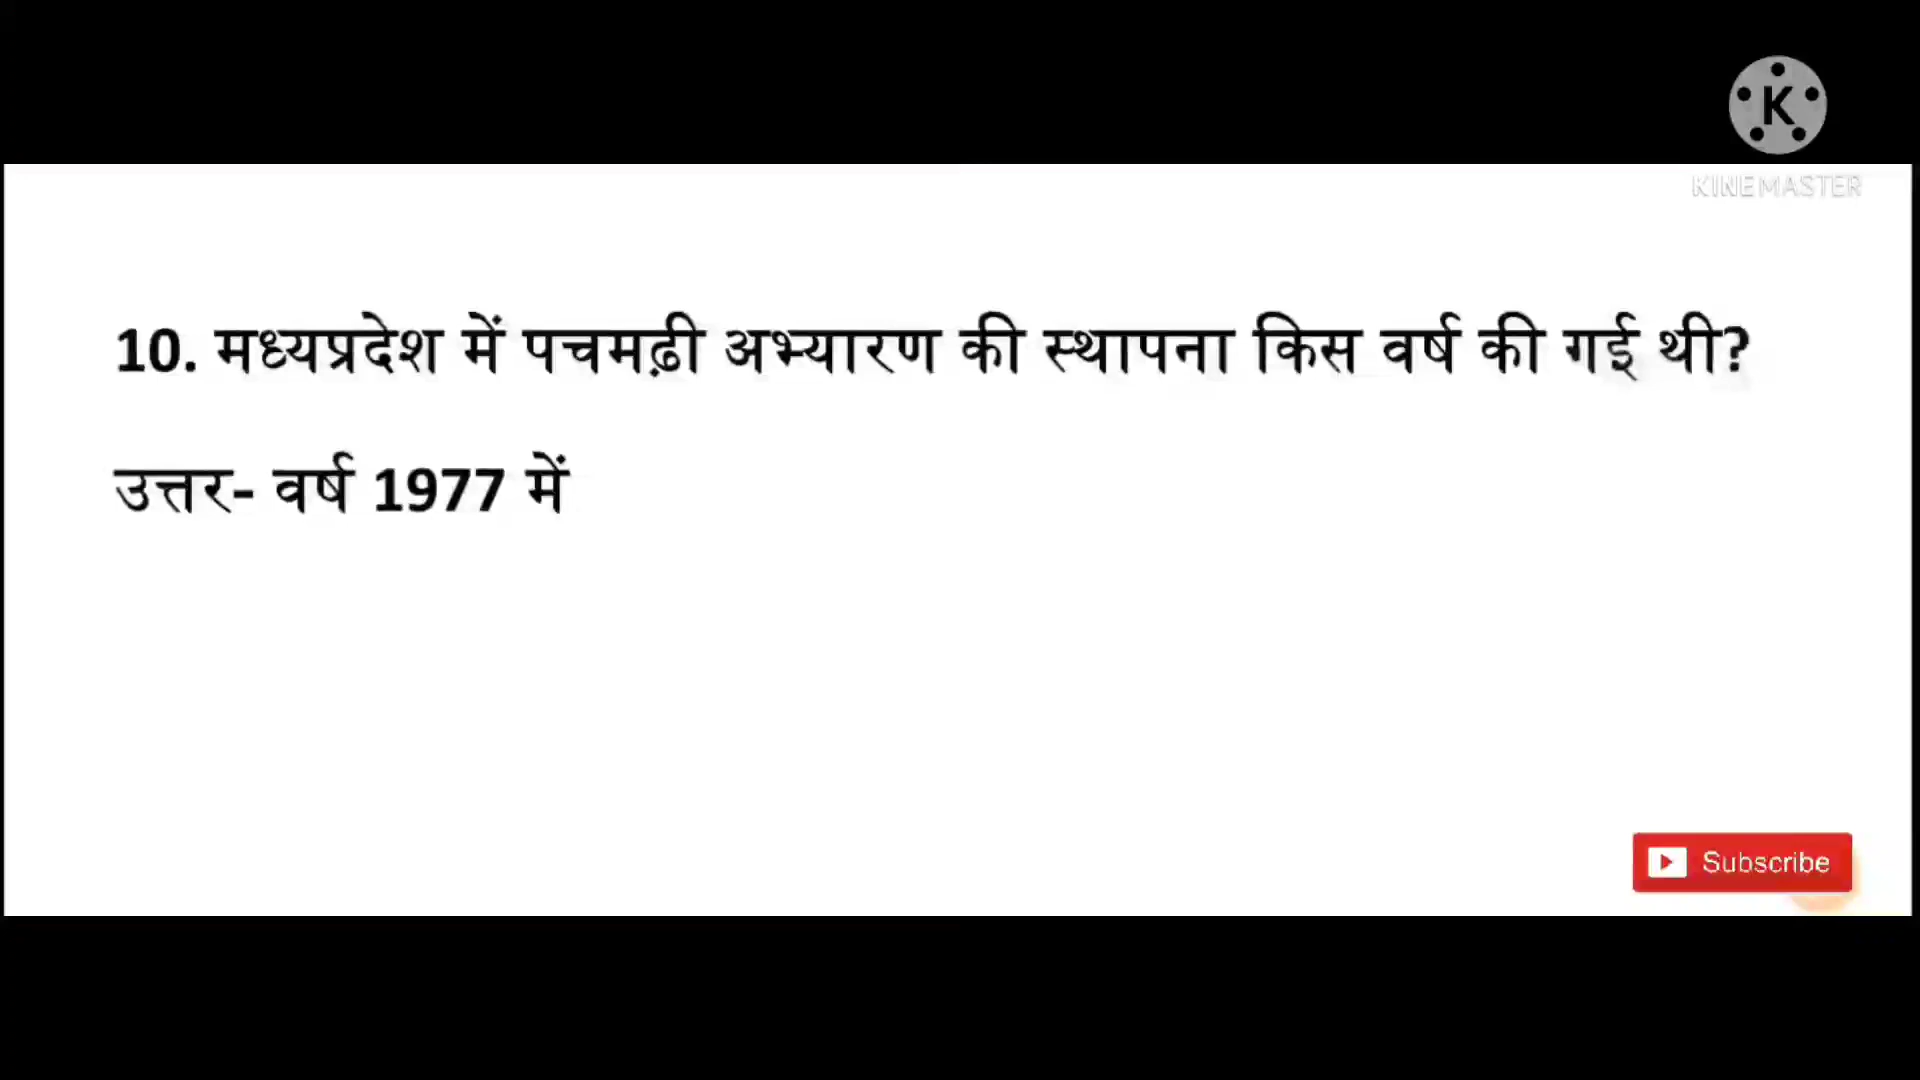 K
KINEMASTER
10. मध्यप्रदेश में पचमढ़ी अभ्यारण की स्थापना किस वर्ष की गई थी?
उत्तर- वर्ष 1977 में
Subscribe